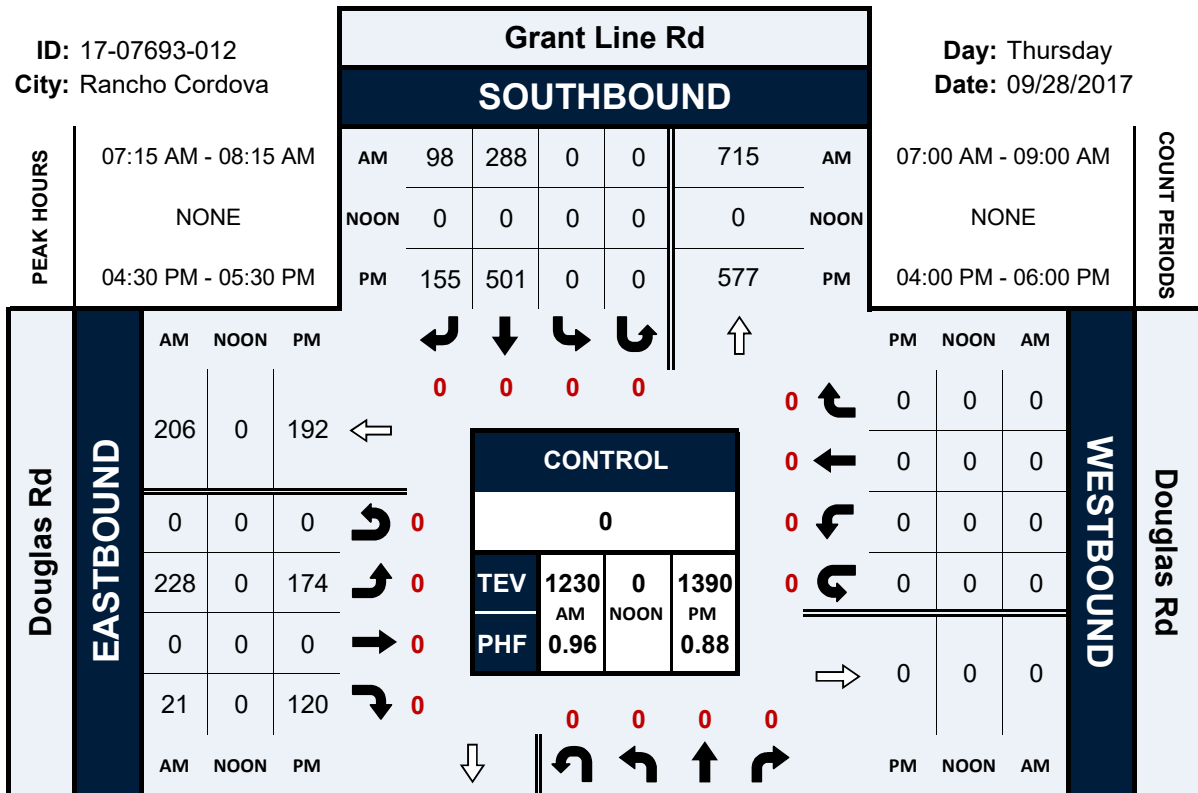 ID: 17-07693-012
City: Rancho Cordova
Grant Line Rd
SOUTHBOUND
Day: Thursday
Date: 09/28/2017
PEAK HOURS
07:15 AM - 08:15 AM
NONE
04:30 PM - 05:30 PM
AM 98 288 0 0 715 AM
NOON 0 0 0 0 0 NOON
PM 155 501 0 0 577 PM
07:00 AM - 09:00 AM
NONE
04:00 PM - 06:00 PM
COUNT PERIODS
0 0 0 0
Douglas Rd
EASTBOUND
AM NOON PM
206 0 192
0 0 0 0
228 0 174 0
0 0 0 0
21 0 120 0
AM NOON PM
CONTROL
0
TEV 1230 0 1390
AM NOON PM
PHF 0.96 0.88
PM NOON AM
0 0 0 0
0 0 0 0
0 0 0 0
0 0 0 0
0 0 0
PM NOON AM
WESTBOUND
Douglas Rd
0 0 0 0